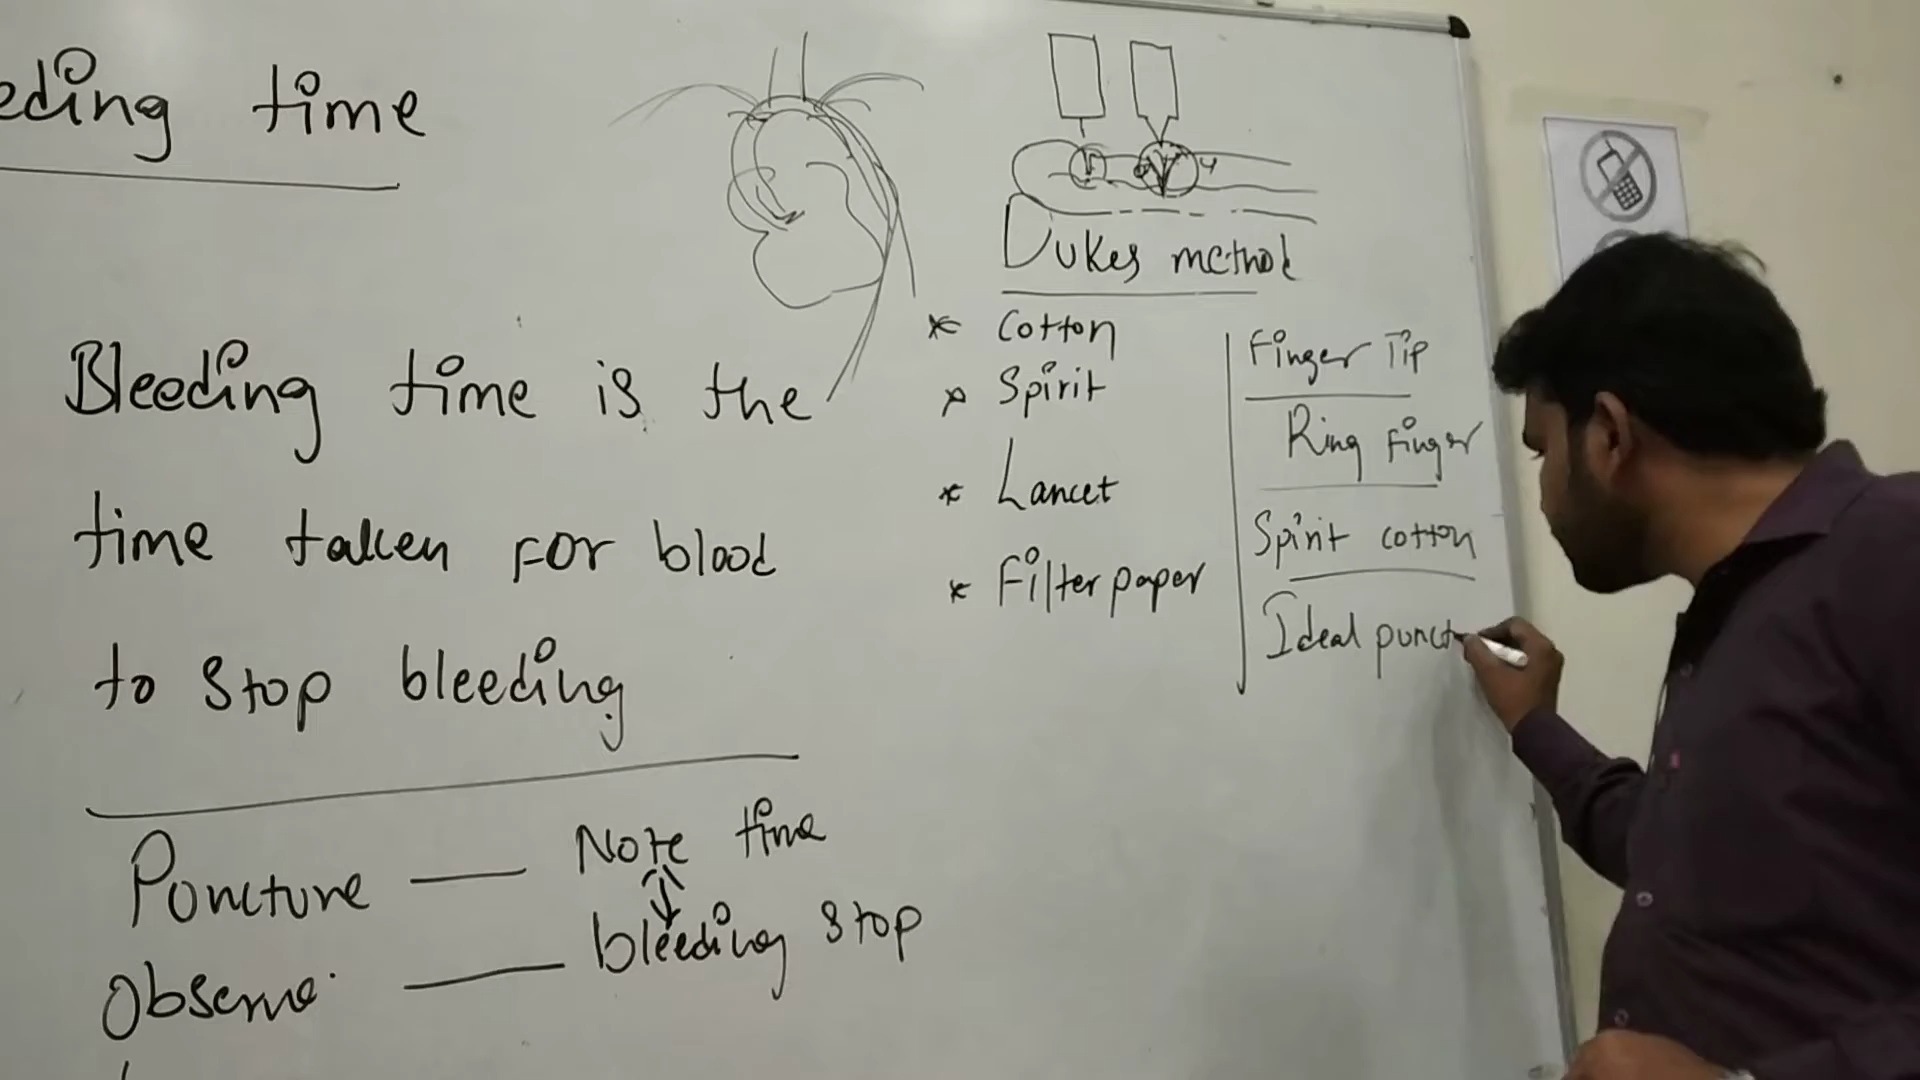 eding time
Bleeding time is the
time taken for blood
to stop bleeding
Puncture — Note time
Observe — bleeding stop
Dukes method
* Cotton
* Spirit
* Lancet
* Filter paper
Finger Tip
Ring finger
Spirit cotton
Ideal punct